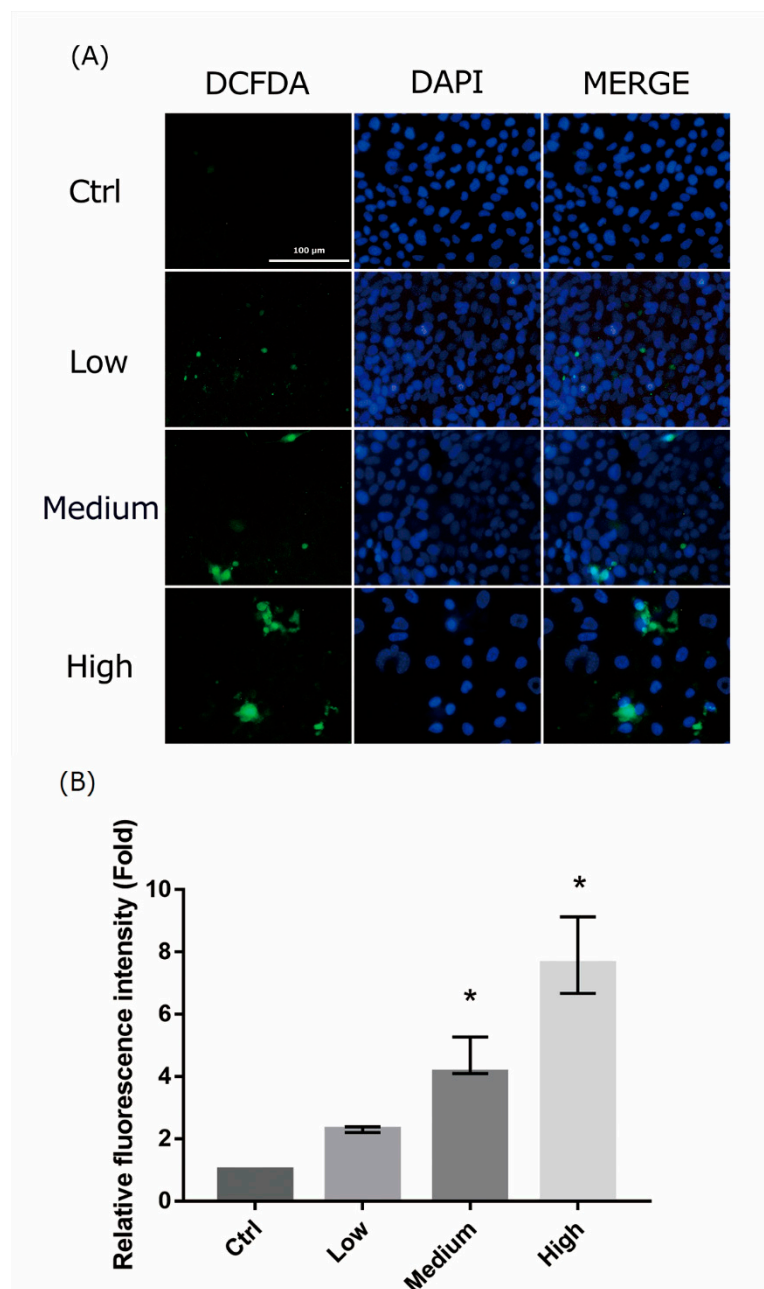 (A)
DCFDA DAPI MERGE
Ctrl
100 μm
Low
Medium
High
(B)
Relative fluorescence intensity (Fold)
10
8
6
4
2
0
*
*
Ctrl Low Medium High